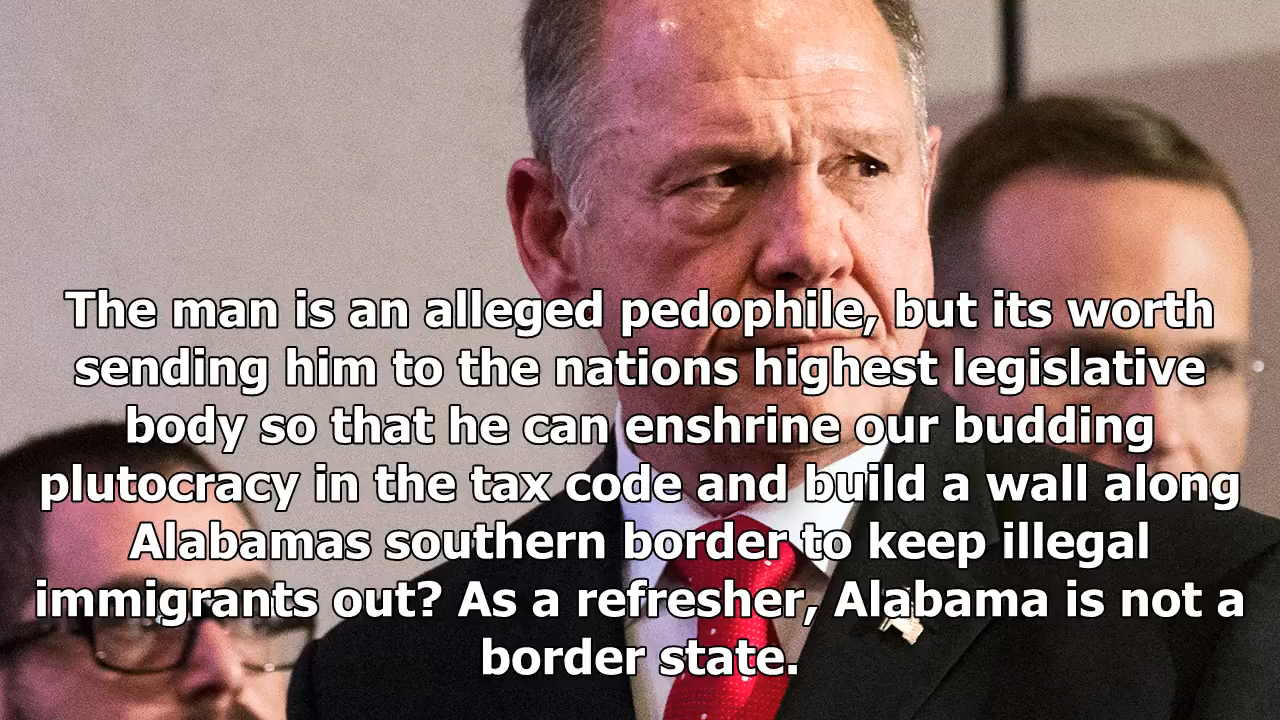 The man is an alleged pedophile, but its worth
sending him to the nations highest legislative
body so that he can enshrine our budding
plutocracy in the tax code and build a wall along
Alabamas southern border to keep illegal
immigrants out? As a refresher, Alabama is not a
border state.